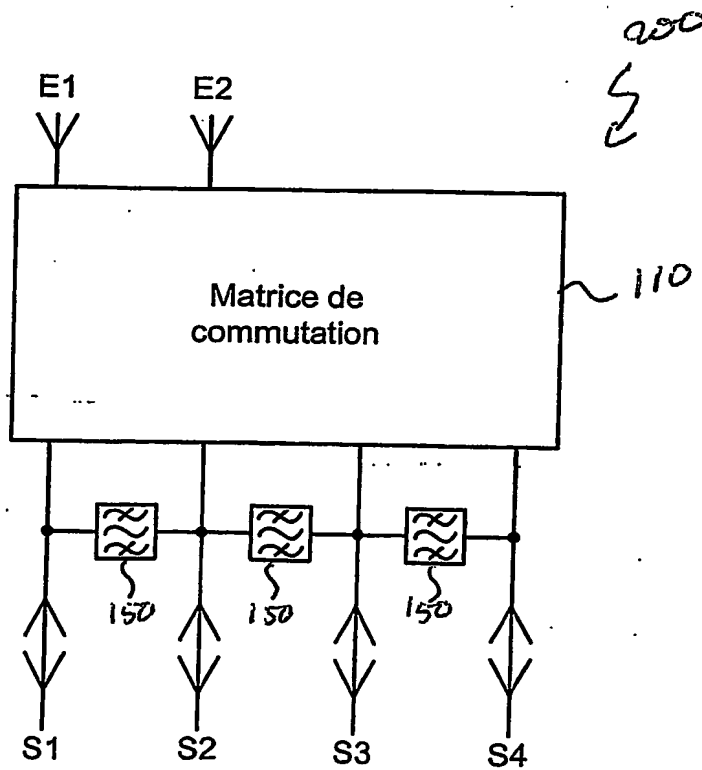 200
E1 E2
Matrice de
commutation
110
150 150 150
S1 S2 S3 S4